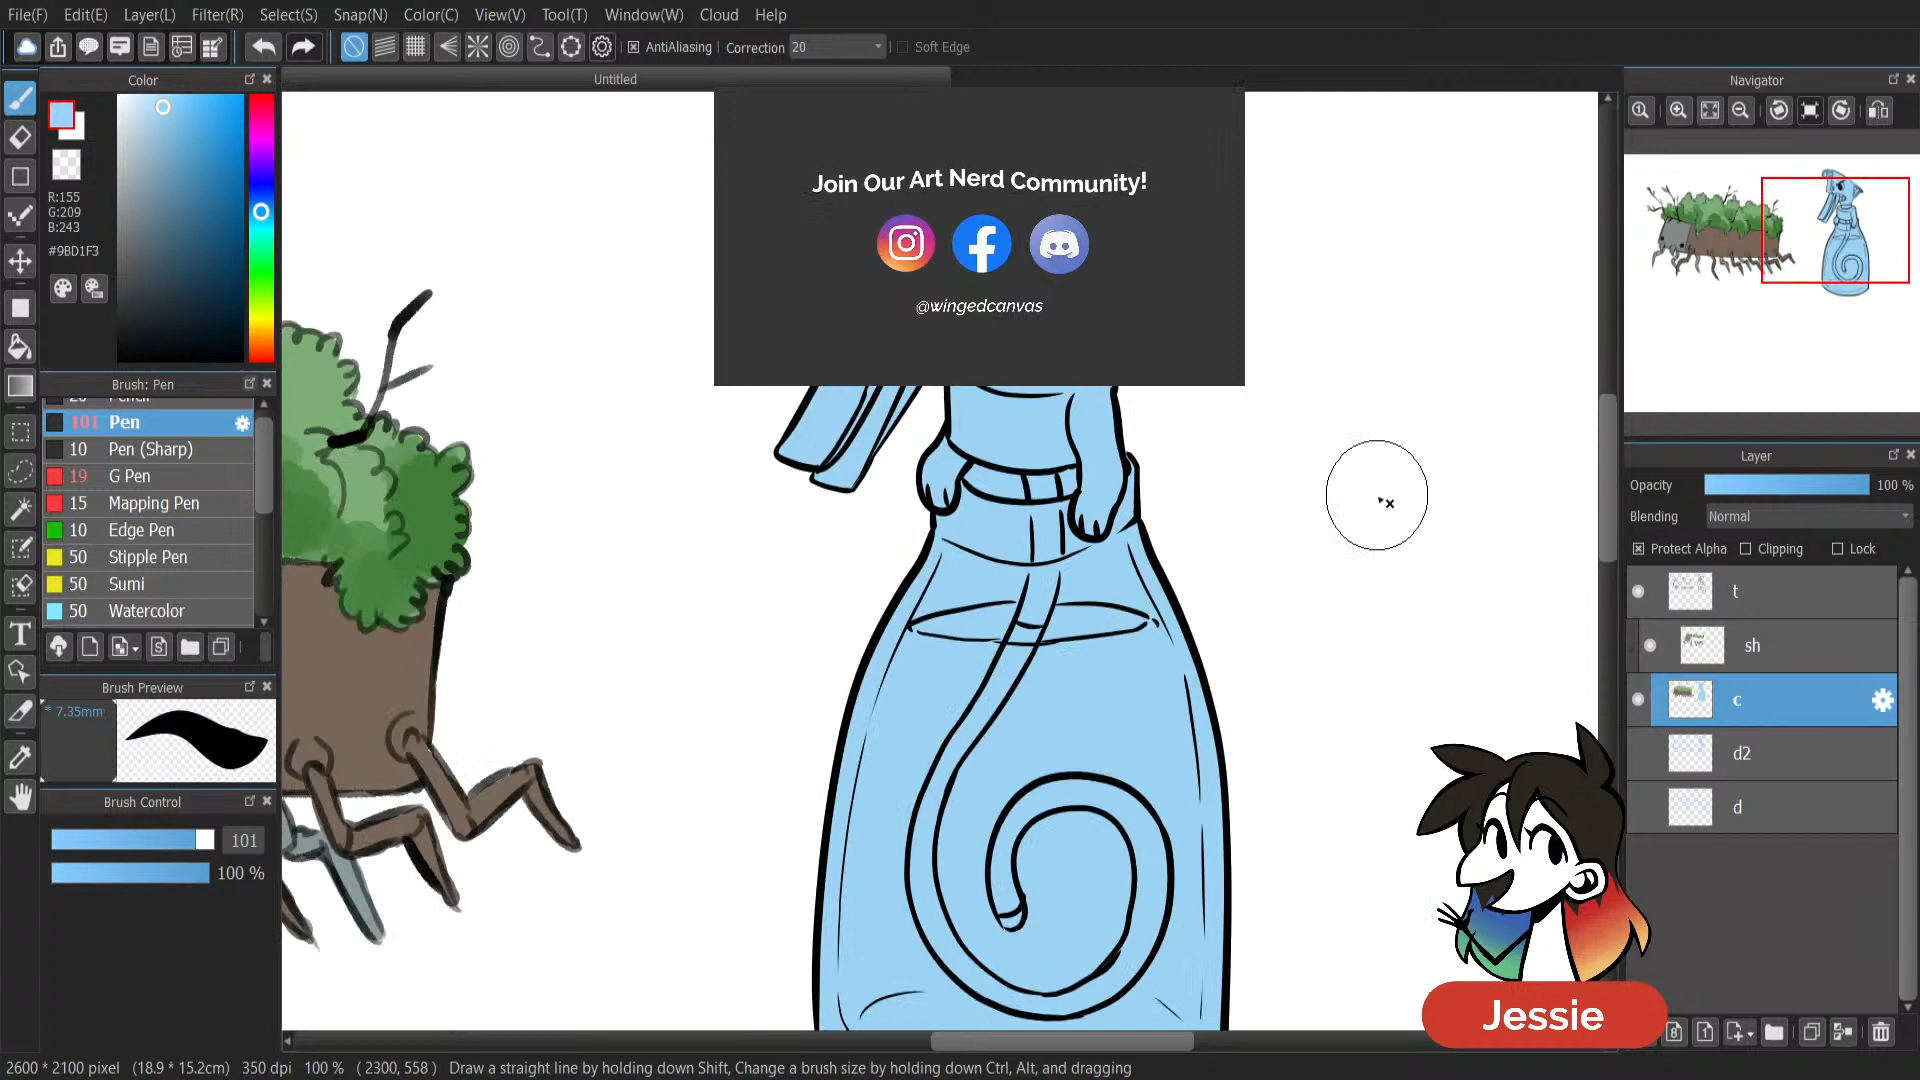 File(F) Edit(E) Layer(L) Filter(R) Select(S) Snap(N) Color(C) View(V) Tool(T) Window(W) Cloud Help
AntiAliasing Correction 20 Soft Edge
Color
Untitled
Navigator
R:155
G:209
B:243
#9BD1F3
Join Our Art Nerd Community!
@wingedcanvas
Brush: Pen
101 Pen
10 Pen (Sharp)
19 G Pen
15 Mapping Pen
10 Edge Pen
50 Stipple Pen
50 Sumi
50 Watercolor
Brush Preview
* 7.35mm
Brush Control
101
100 %
Layer
Opacity 100 %
Blending Normal
Protect Alpha Clipping Lock
t
sh
c
d2
d
Jessie
2600 * 2100 pixel (18.9 * 15.2cm) 350 dpi 100 % ( 2300, 558 ) Draw a straight line by holding down Shift, Change a brush size by holding down Ctrl, Alt, and dragging